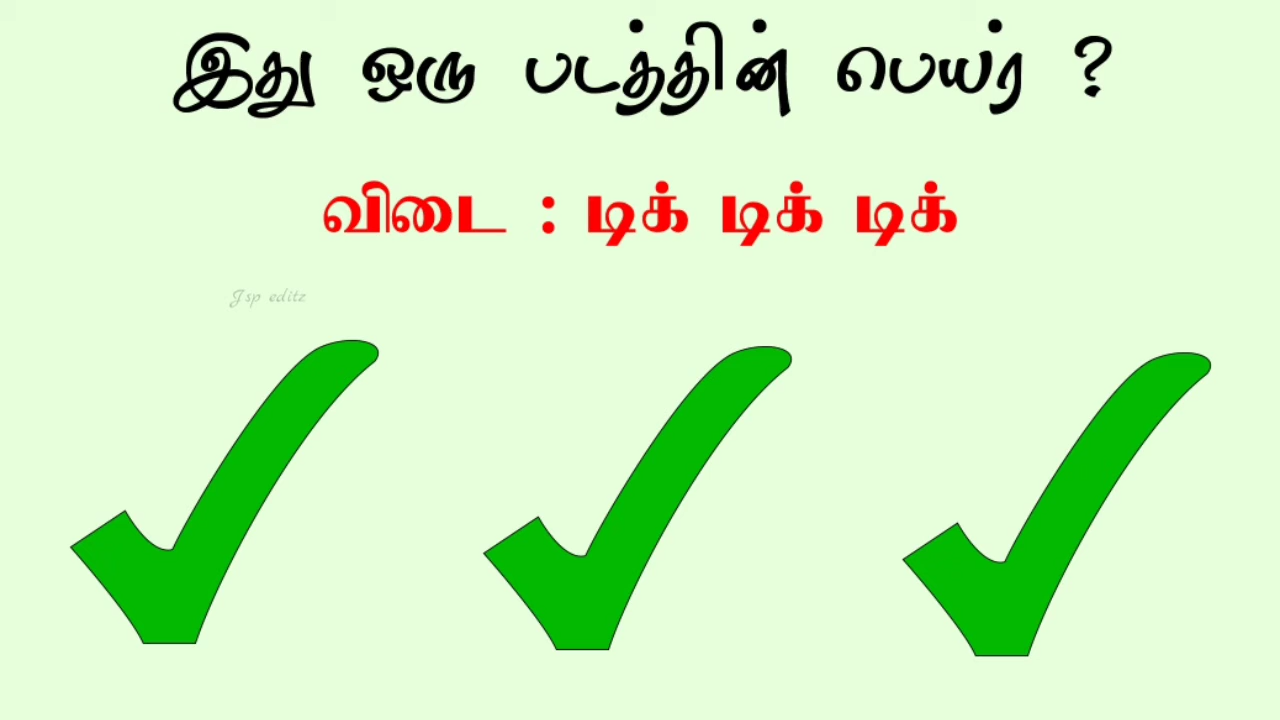 இது ஒரு படத்தின் பெயர் ?
விடை : டிக் டிக் டிக்
Jsp editz